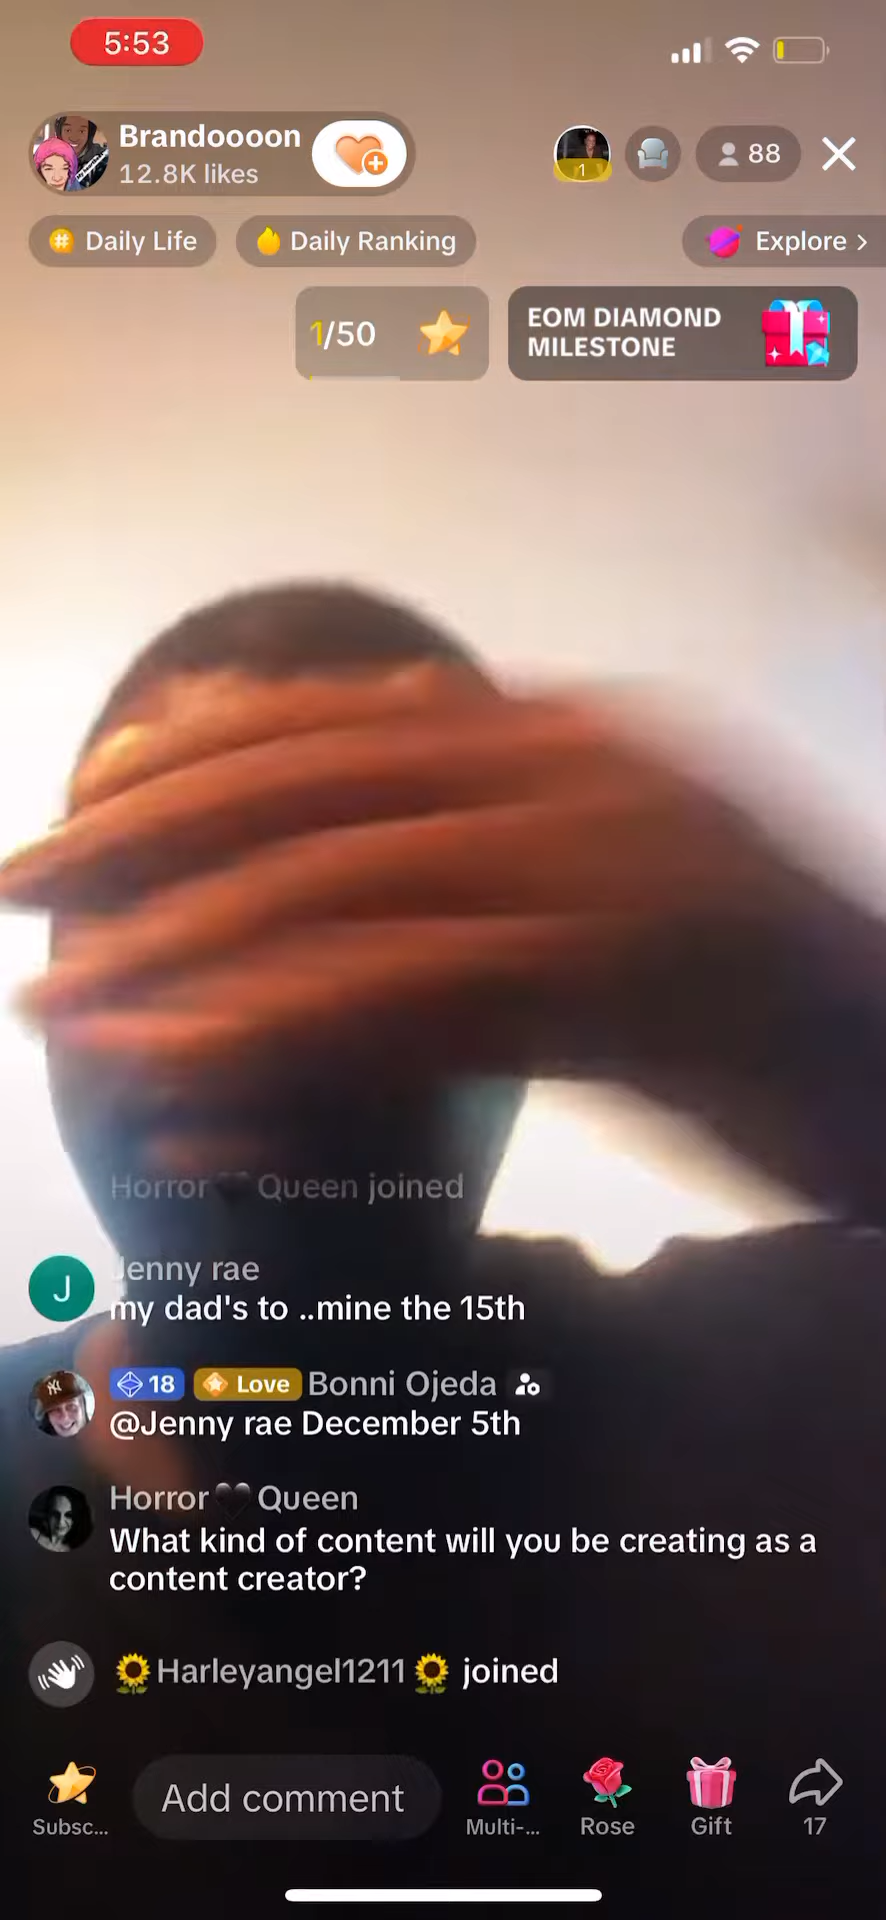 5:53
Brandoooon
12.8K likes
1
88
Daily Life
Daily Ranking
Explore >
1/50
EOM DIAMOND
MILESTONE
Horror🖤Queen joined
J
Jenny rae
my dad's to ..mine the 15th
18 Love Bonni Ojeda
@Jenny rae December 5th
Horror🖤Queen
What kind of content will you be creating as a
content creator?
🌻Harleyangel1211🌻 joined
Subsc...
Add comment
Multi-...
Rose
Gift
17